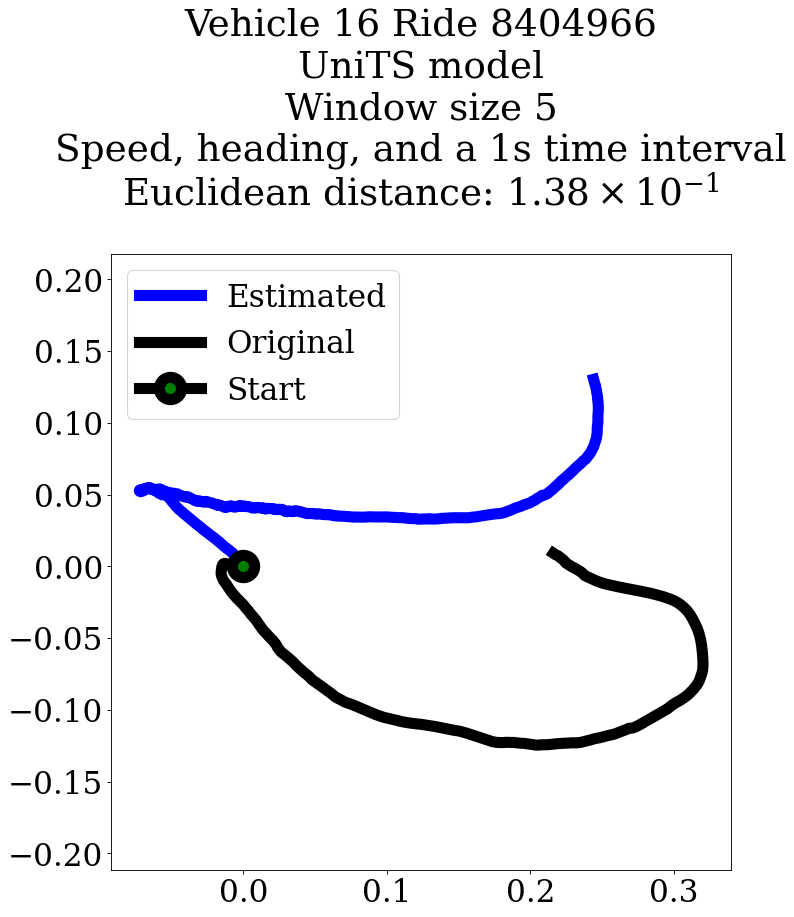 Vehicle 16 Ride 8404966
UniTS model
Window size 5
Speed, heading, and a 1s time interval
Euclidean distance: 1.38 × 10⁻¹
Estimated
Original
Start
0.20
0.15
0.10
0.05
0.00
−0.05
−0.10
−0.15
−0.20
0.0 0.1 0.2 0.3